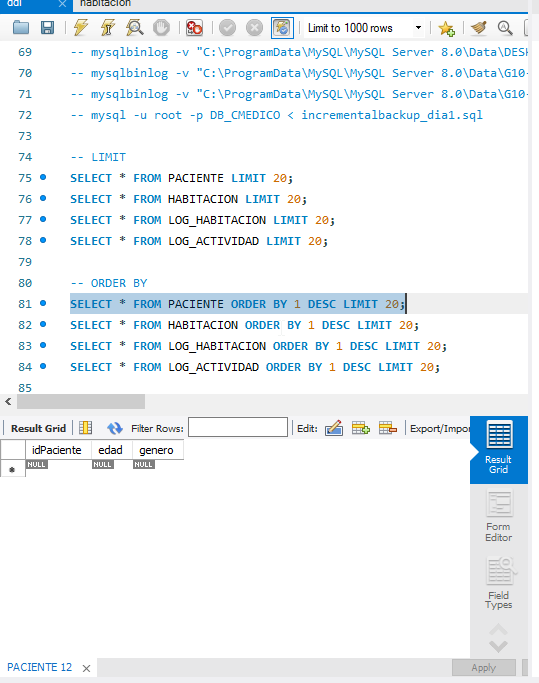 ddl habitacion
Limit to 1000 rows
69 -- mysqlbinlog -v "C:\ProgramData\MySQL\MySQL Server 8.0\Data\DESK
70 -- mysqlbinlog -v "C:\ProgramData\MySQL\MySQL Server 8.0\Data\G10-
71 -- mysqlbinlog -v "C:\ProgramData\MySQL\MySQL Server 8.0\Data\G10-
72 -- mysql -u root -p DB_CMEDICO < incrementalbackup_dia1.sql
73
74 -- LIMIT
75 SELECT * FROM PACIENTE LIMIT 20;
76 SELECT * FROM HABITACION LIMIT 20;
77 SELECT * FROM LOG_HABITACION LIMIT 20;
78 SELECT * FROM LOG_ACTIVIDAD LIMIT 20;
79
80 -- ORDER BY
81 SELECT * FROM PACIENTE ORDER BY 1 DESC LIMIT 20;
82 SELECT * FROM HABITACION ORDER BY 1 DESC LIMIT 20;
83 SELECT * FROM LOG_HABITACION ORDER BY 1 DESC LIMIT 20;
84 SELECT * FROM LOG_ACTIVIDAD ORDER BY 1 DESC LIMIT 20;
85
Result Grid Filter Rows: Edit: Export/Impor
idPaciente edad genero
* NULL NULL NULL
Result
Grid
Form
Editor
Field
Types
PACIENTE 12 Apply